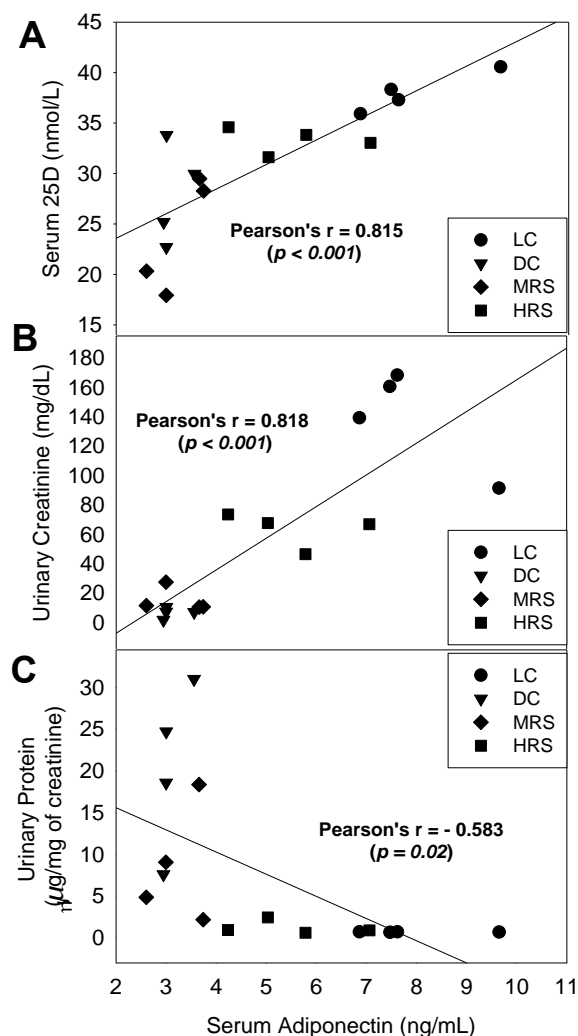 A
Serum 25D (nmol/L)
45
40
35
30
25
20
15
Pearson's r = 0.815
(p < 0.001)
LC
DC
MRS
HRS
B
Urinary Creatinine (mg/dL)
180
160
140
120
100
80
60
40
20
0
Pearson's r = 0.818
(p < 0.001)
LC
DC
MRS
HRS
C
Urinary Protein
(µg/mg of creatinine)
30
25
20
15
10
5
0
Pearson's r = - 0.583
(p = 0.02)
LC
DC
MRS
HRS
2 3 4 5 6 7 8 9 10 11
Serum Adiponectin (ng/mL)